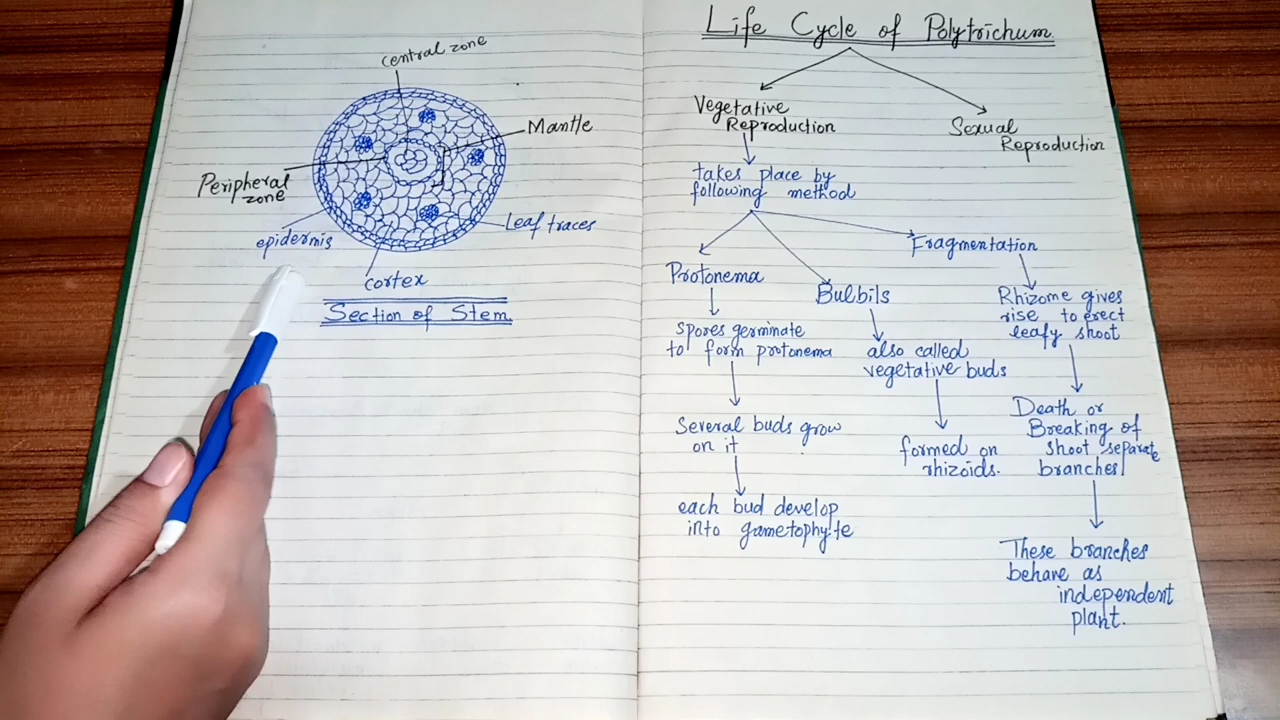 central zone
Mantle
Peripheral
zone
Leaf traces
epidermis
cortex
Section of Stem
Life Cycle of Polytrichum
Vegetative
Reproduction
Sexual
Reproduction
takes place by
following method
Protonema
spores germinate
to form protonema
Several buds grow
on it
each bud develop
into gametophyte
Bulbils
also called
vegetative buds
formed on
rhizoids.
Fragmentation
Rhizome gives
rise to erect
leafy shoot
Death or
Breaking of
shoot separate
branches
These branches
behave as
independent
plant.